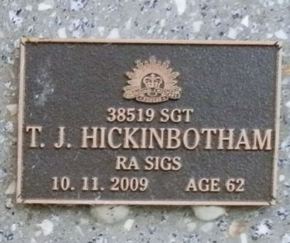 38519 SGT
T. J. HICKINBOTHAM
RA SIGS
10. 11. 2009 AGE 62